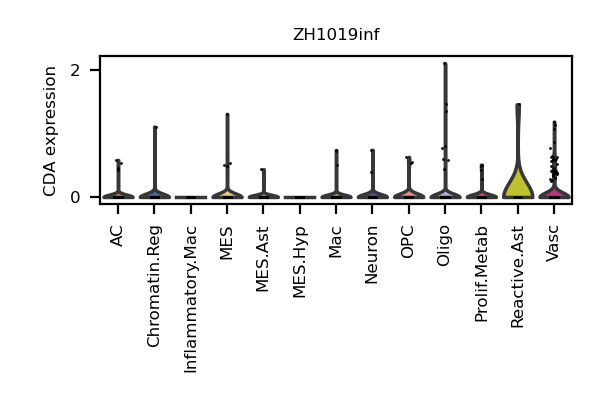 ZH1019inf
CDA expression
2
0
AC
Chromatin.Reg
Inflammatory.Mac
MES
MES.Ast
MES.Hyp
Mac
Neuron
OPC
Oligo
Prolif.Metab
Reactive.Ast
Vasc